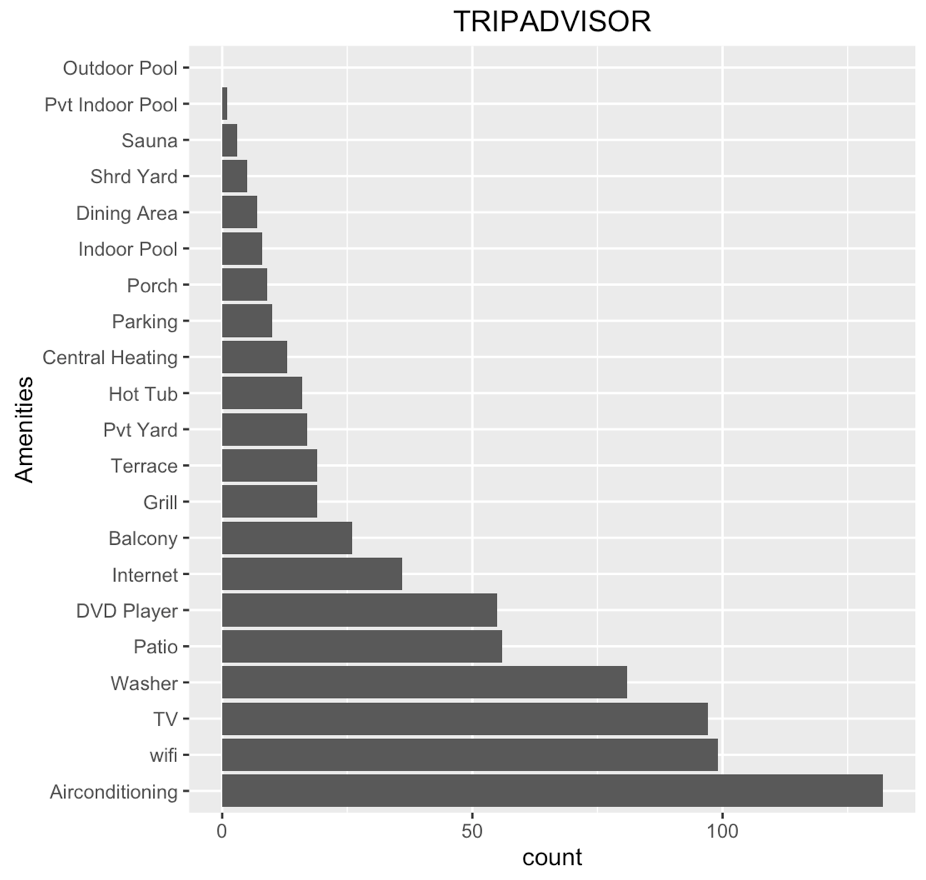 TRIPADVISOR
Outdoor Pool
Pvt Indoor Pool
Sauna
Shrd Yard
Dining Area
Indoor Pool
Porch
Parking
Central Heating
Hot Tub
Pvt Yard
Terrace
Grill
Balcony
Internet
DVD Player
Patio
Washer
TV
wifi
Airconditioning
Amenities
0 50 100
count